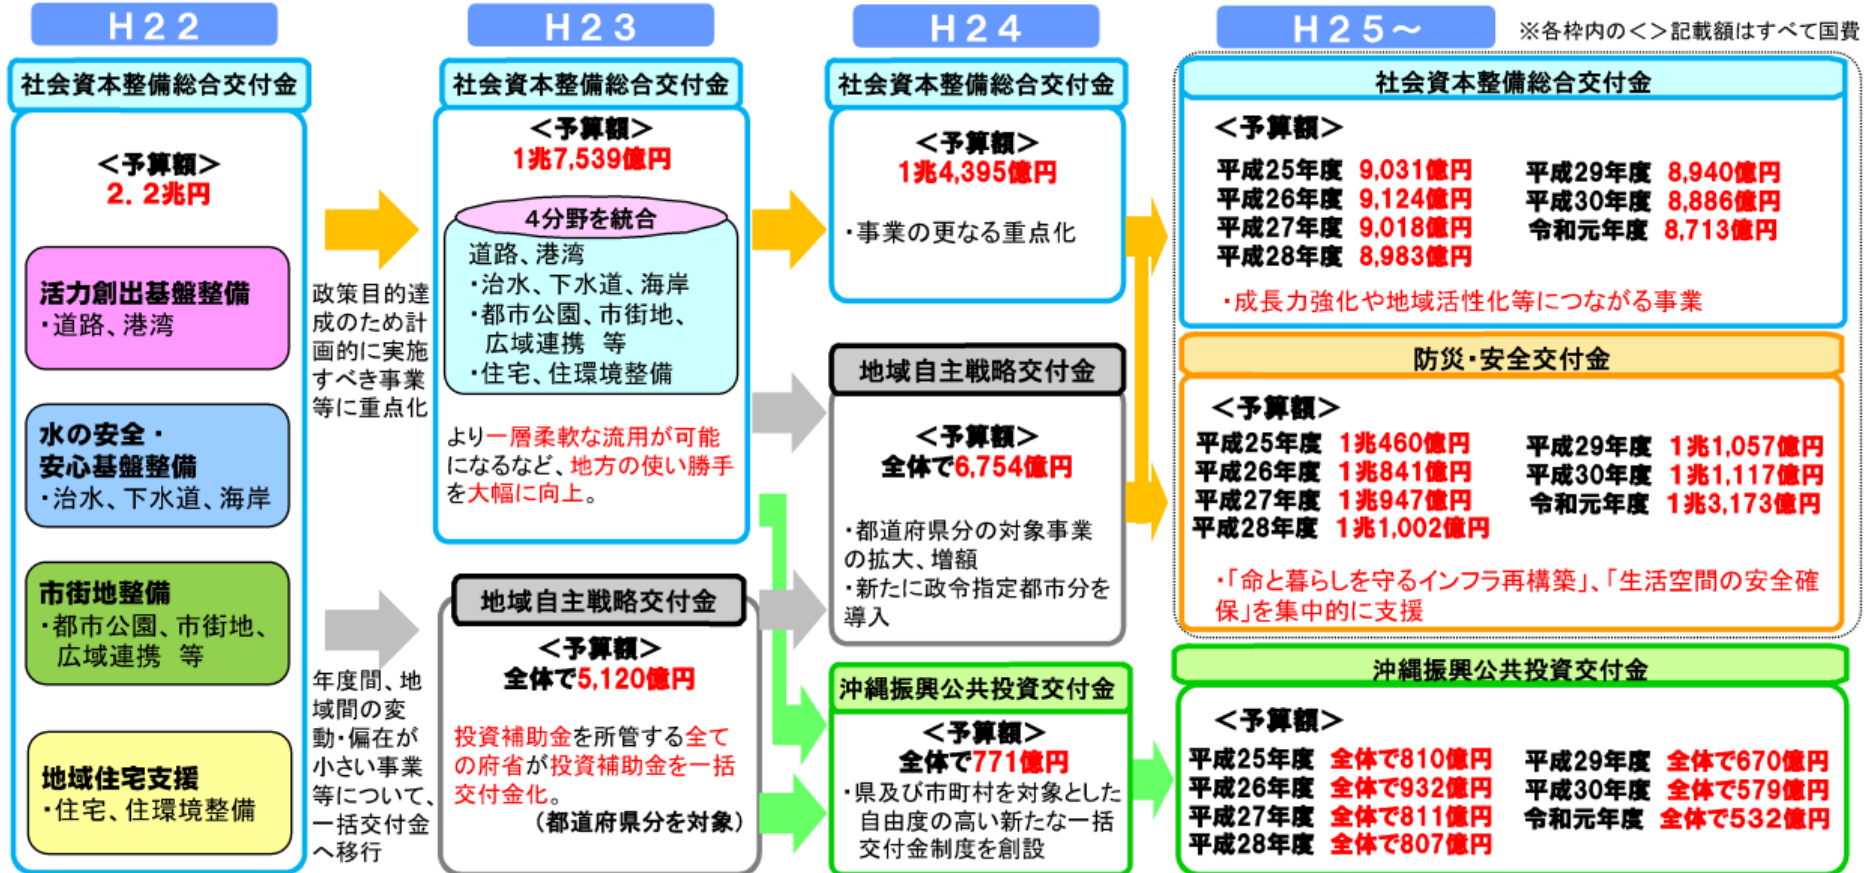 H22
社会資本整備総合交付金
＜予算額＞
2．2兆円
活力創出基盤整備
・道路、港湾
水の安全・
安心基盤整備
・治水、下水道、海岸
市街地整備
・都市公園、市街地、
広域連携 等
地域住宅支援
・住宅、住環境整備
政策目的達
成のため計
画的に実施
すべき事業
等に重点化
年度間、地
域間の変
動・偏在が
小さい事業
等について、
一括交付金
へ移行
H23
社会資本整備総合交付金
＜予算額＞
1兆7,539億円
4分野を統合
道路、港湾
・治水、下水道、海岸
・都市公園、市街地、
広域連携 等
・住宅、住環境整備
より一層柔軟な流用が可能
になるなど、地方の使い勝手
を大幅に向上。
地域自主戦略交付金
＜予算額＞
全体で5,120億円
投資補助金を所管する全て
の府省が投資補助金を一括
交付金化。
（都道府県分を対象）
H24
社会資本整備総合交付金
＜予算額＞
1兆4,395億円
・事業の更なる重点化
地域自主戦略交付金
＜予算額＞
全体で6,754億円
・都道府県分の対象事業
の拡大、増額
・新たに政令指定都市分を
導入
沖縄振興公共投資交付金
＜予算額＞
全体で771億円
・県及び市町村を対象とした
自由度の高い新たな一括
交付金制度を創設
H25～
※各枠内の＜＞記載額はすべて国費
社会資本整備総合交付金
＜予算額＞
平成25年度 9,031億円
平成26年度 9,124億円
平成27年度 9,018億円
平成28年度 8,983億円
平成29年度 8,940億円
平成30年度 8,886億円
令和元年度 8,713億円
・成長力強化や地域活性化等につながる事業
防災・安全交付金
＜予算額＞
平成25年度 1兆460億円
平成26年度 1兆841億円
平成27年度 1兆947億円
平成28年度 1兆1,002億円
平成29年度 1兆1,057億円
平成30年度 1兆1,117億円
令和元年度 1兆3,173億円
・「命と暮らしを守るインフラ再構築」、「生活空間の安全確
保」を集中的に支援
沖縄振興公共投資交付金
＜予算額＞
平成25年度 全体で810億円
平成26年度 全体で932億円
平成27年度 全体で811億円
平成28年度 全体で807億円
平成29年度 全体で670億円
平成30年度 全体で579億円
令和元年度 全体で532億円